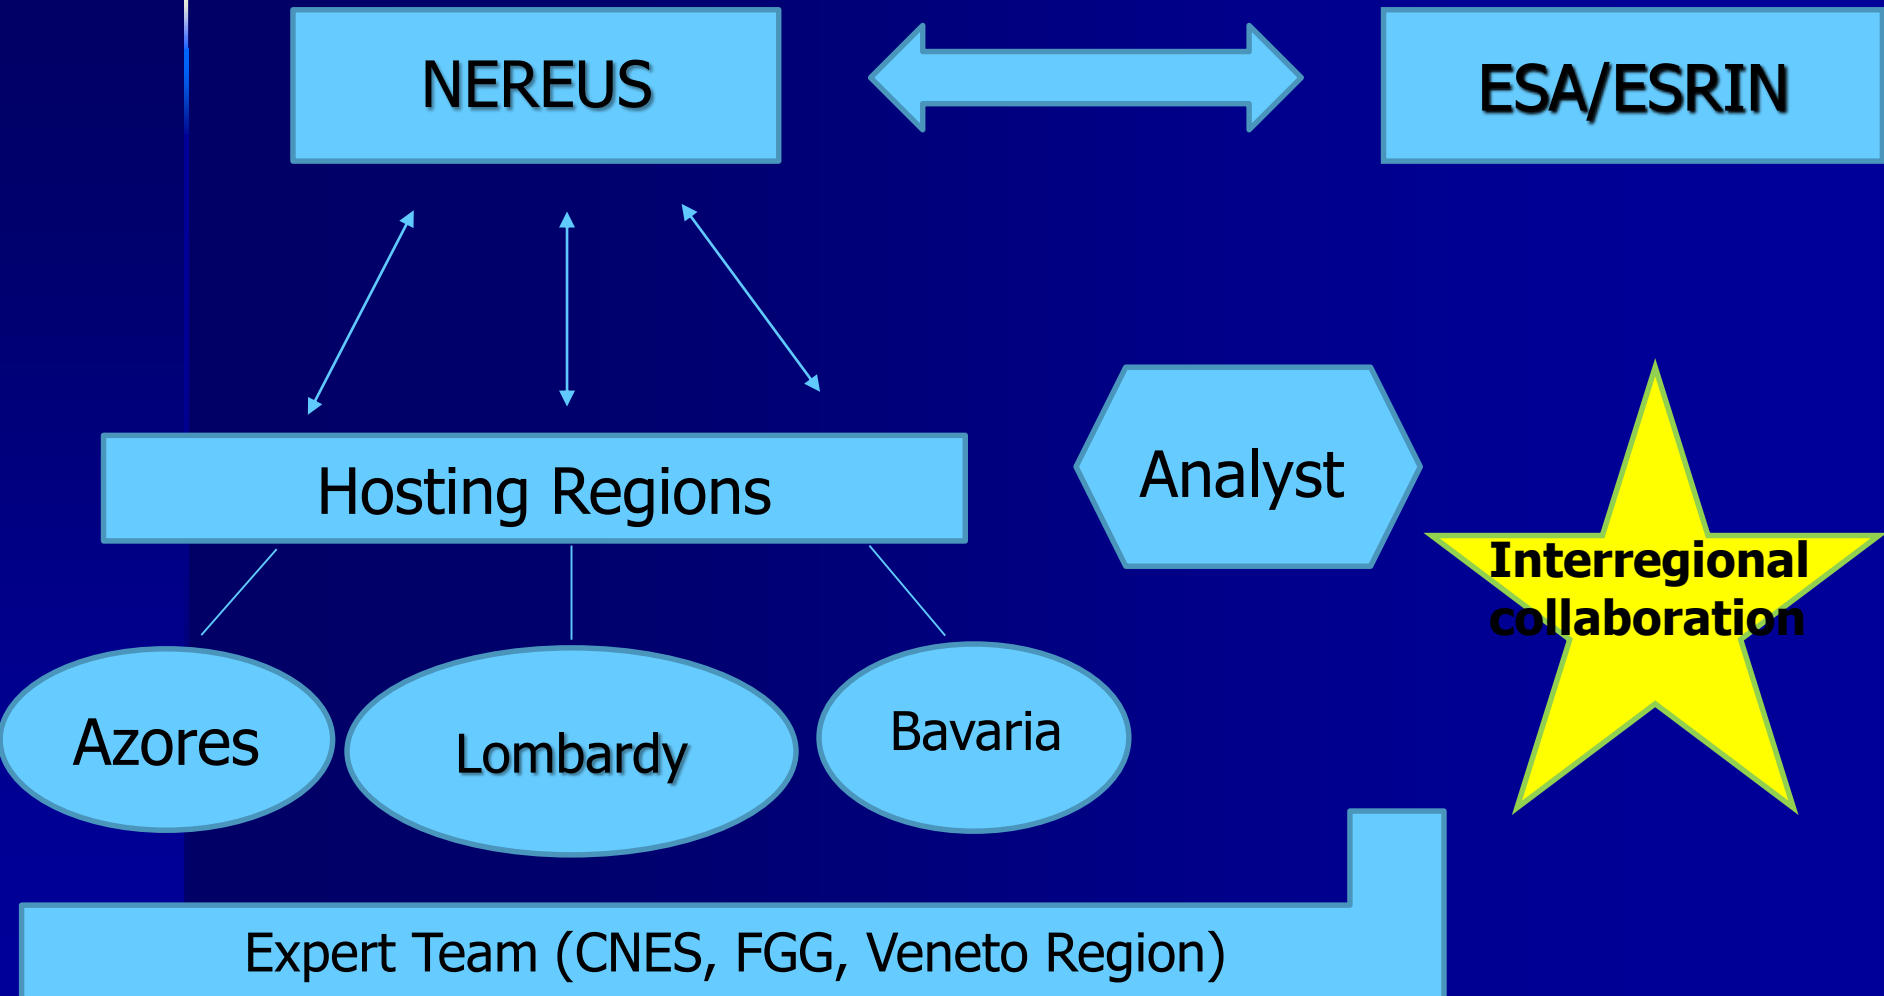 NEREUS
ESA/ESRIN
Hosting Regions
Analyst
Interregional
collaboration
Azores
Lombardy
Bavaria
Expert Team (CNES, FGG, Veneto Region)